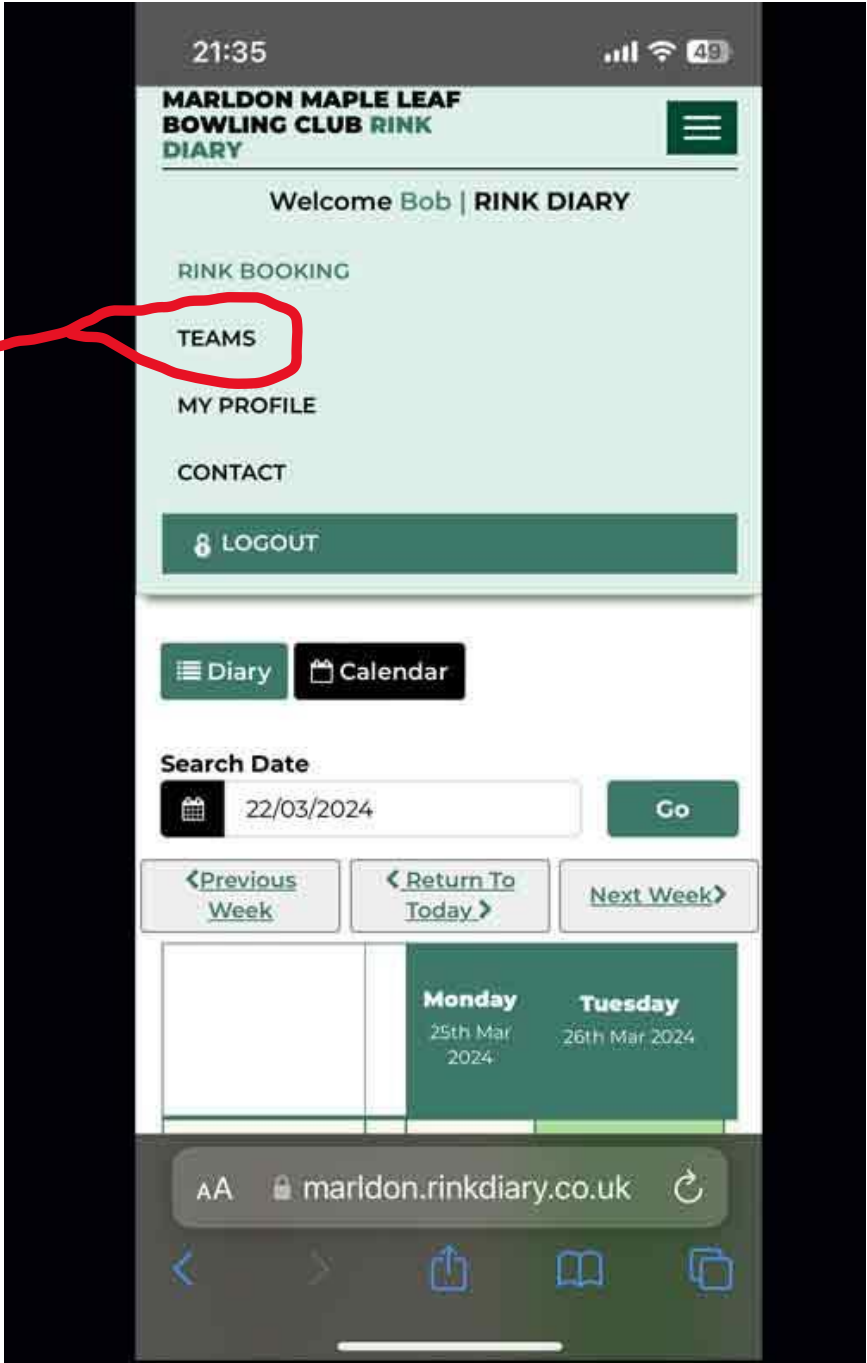 21:35
49
MARLDON MAPLE LEAF
BOWLING CLUB RINK
DIARY
Welcome Bob | RINK DIARY
RINK BOOKING
TEAMS
MY PROFILE
CONTACT
LOGOUT
Diary
Calendar
Search Date
22/03/2024
Go
Previous
Week
Return To
Today
Next Week
Monday
25th Mar
2024
Tuesday
26th Mar 2024
AA
marldon.rinkdiary.co.uk